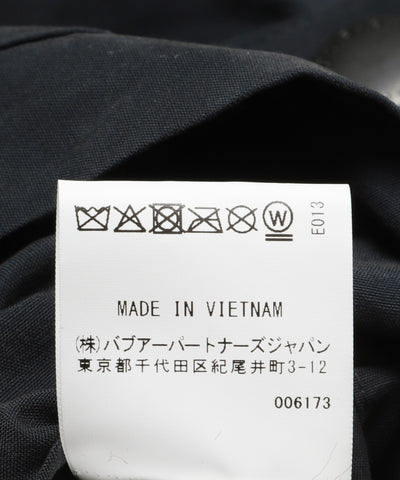 W
E013
MADE IN VIETNAM
(株)バブアーパートナーズジャパン
東京都千代田区紀尾井町3-12
006173